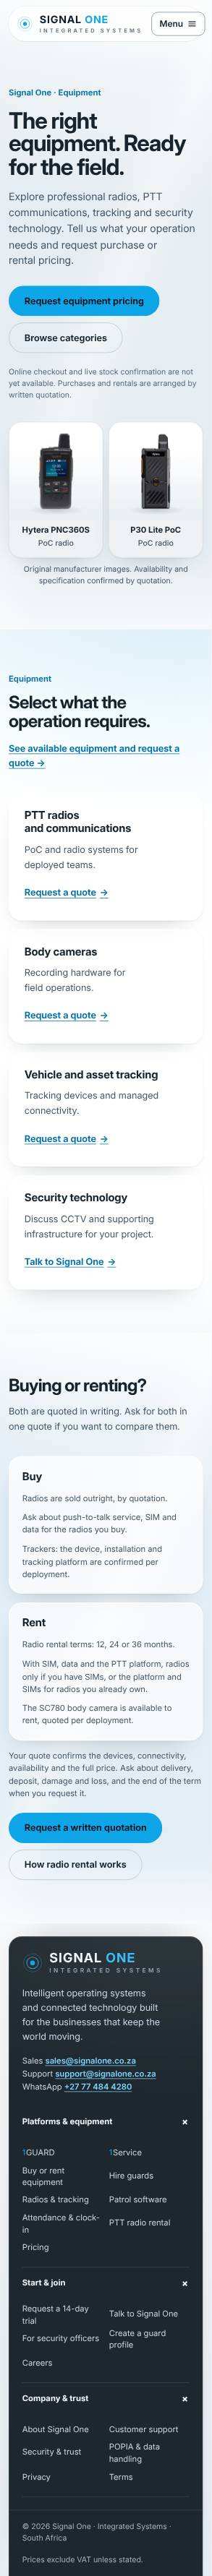 SIGNAL ONE
INTEGRATED SYSTEMS
Menu
Signal One · Equipment
The right
equipment. Ready
for the field.
Explore professional radios, PTT
communications, tracking and security
technology. Tell us what your operation
needs and request purchase or
rental pricing.
Request equipment pricing
Browse categories
Online checkout and live stock confirmation are not
yet available. Purchases and rentals are arranged by
written quotation.
Hytera PNC360S
PoC radio
P30 Lite PoC
PoC radio
Original manufacturer images. Availability and
specification confirmed by quotation.
Equipment
Select what the
operation requires.
See available equipment and request a
quote →
PTT radios
and communications
PoC and radio systems for
deployed teams.
Request a quote →
Body cameras
Recording hardware for
field operations.
Request a quote →
Vehicle and asset tracking
Tracking devices and managed
connectivity.
Request a quote →
Security technology
Discuss CCTV and supporting
infrastructure for your project.
Talk to Signal One →
Buying or renting?
Both are quoted in writing. Ask for both in
one quote if you want to compare them.
Buy
Radios are sold outright, by quotation.
Ask about push-to-talk service, SIM and
data for the radios you buy.
Trackers: the device, installation and
tracking platform are confirmed per
deployment.
Rent
Radio rental terms: 12, 24 or 36 months.
With SIM, data and the PTT platform, radios
only if you have SIMs, or the platform and
SIMs for radios you already own.
The SC780 body camera is available to
rent, quoted per deployment.
Your quote confirms the devices, connectivity,
availability and the full price. Ask about delivery,
deposit, damage and loss, and the end of the term
when you request it.
Request a written quotation
How radio rental works
SIGNAL ONE
INTEGRATED SYSTEMS
Intelligent operating systems
and connected technology built
for the businesses that keep the
world moving.
Sales sales@signalone.co.za
Support support@signalone.co.za
WhatsApp +27 77 484 4280
Platforms & equipment ×
1GUARD
1Service
Buy or rent
equipment
Hire guards
Radios & tracking
Patrol software
Attendance & clock-
in
PTT radio rental
Pricing
Start & join ×
Request a 14-day
trial
Talk to Signal One
For security officers
Create a guard
profile
Careers
Company & trust ×
About Signal One
Customer support
Security & trust
POPIA & data
handling
Privacy
Terms
© 2026 Signal One · Integrated Systems ·
South Africa
Prices exclude VAT unless stated.